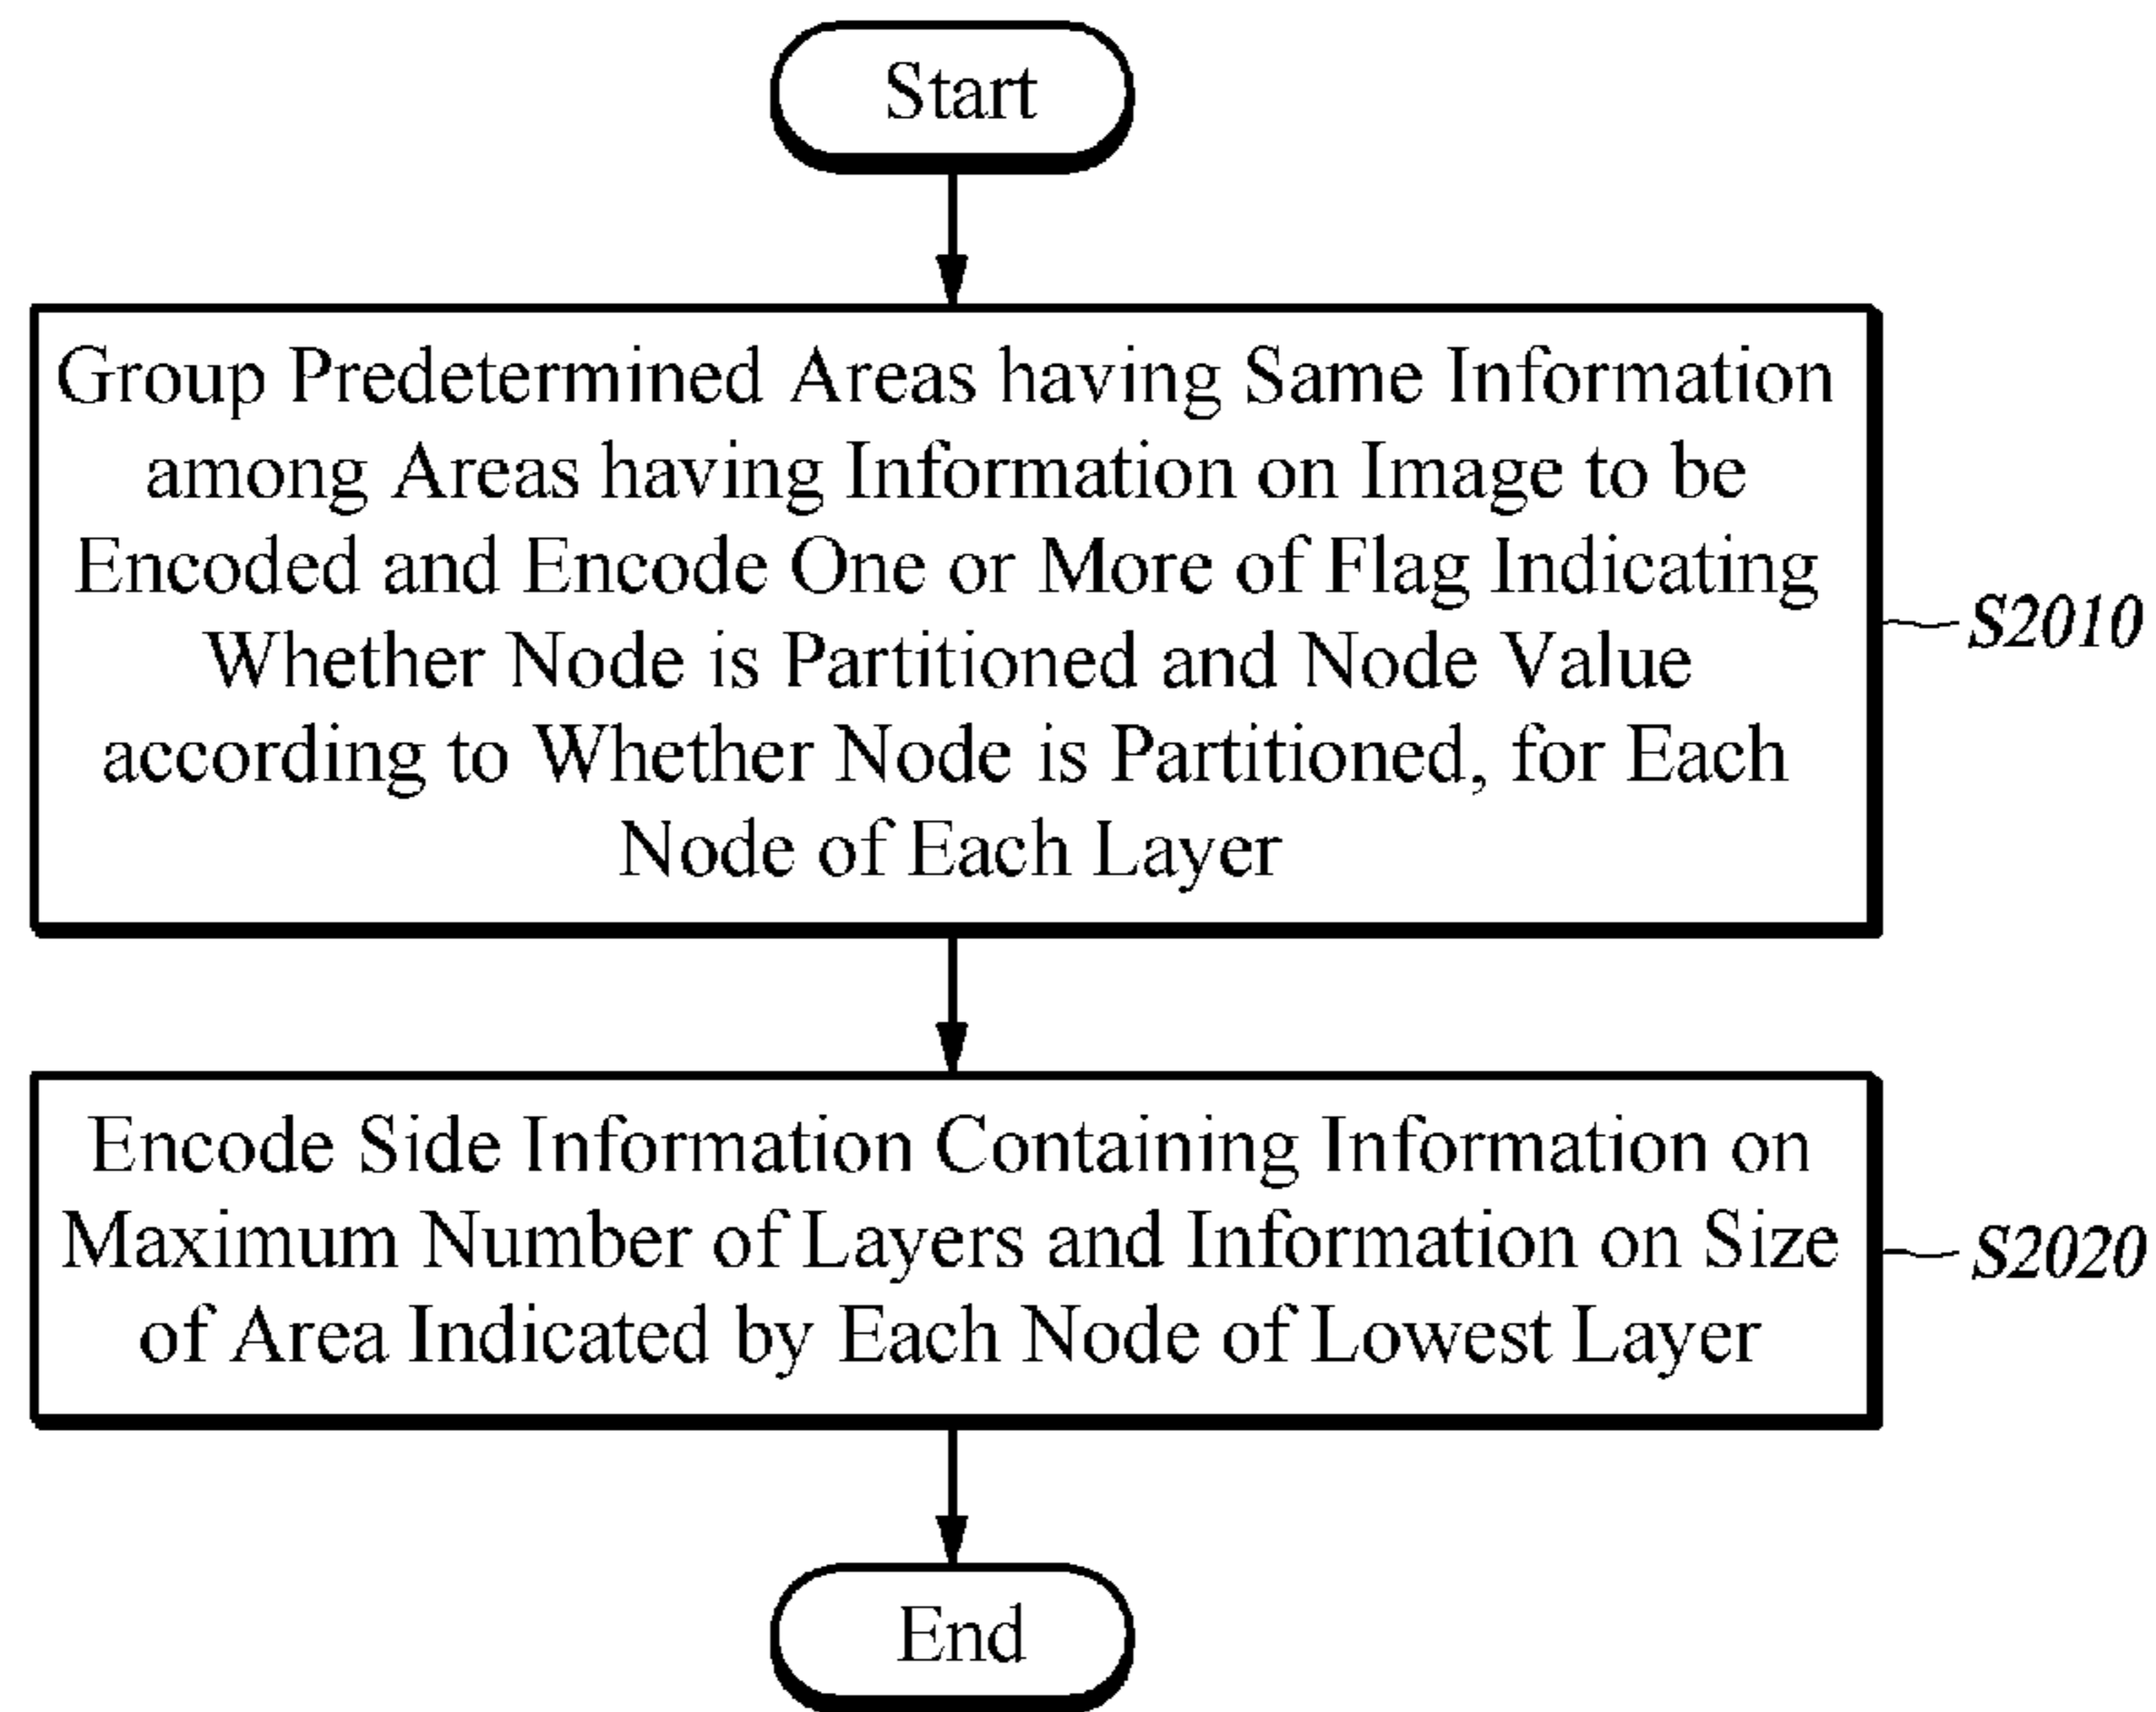 Start
Group Predetermined Areas having Same Information
among Areas having Information on Image to be
Encoded and Encode One or More of Flag Indicating
Whether Node is Partitioned and Node Value
according to Whether Node is Partitioned, for Each
Node of Each Layer
S2010
Encode Side Information Containing Information on
Maximum Number of Layers and Information on Size
of Area Indicated by Each Node of Lowest Layer
S2020
End